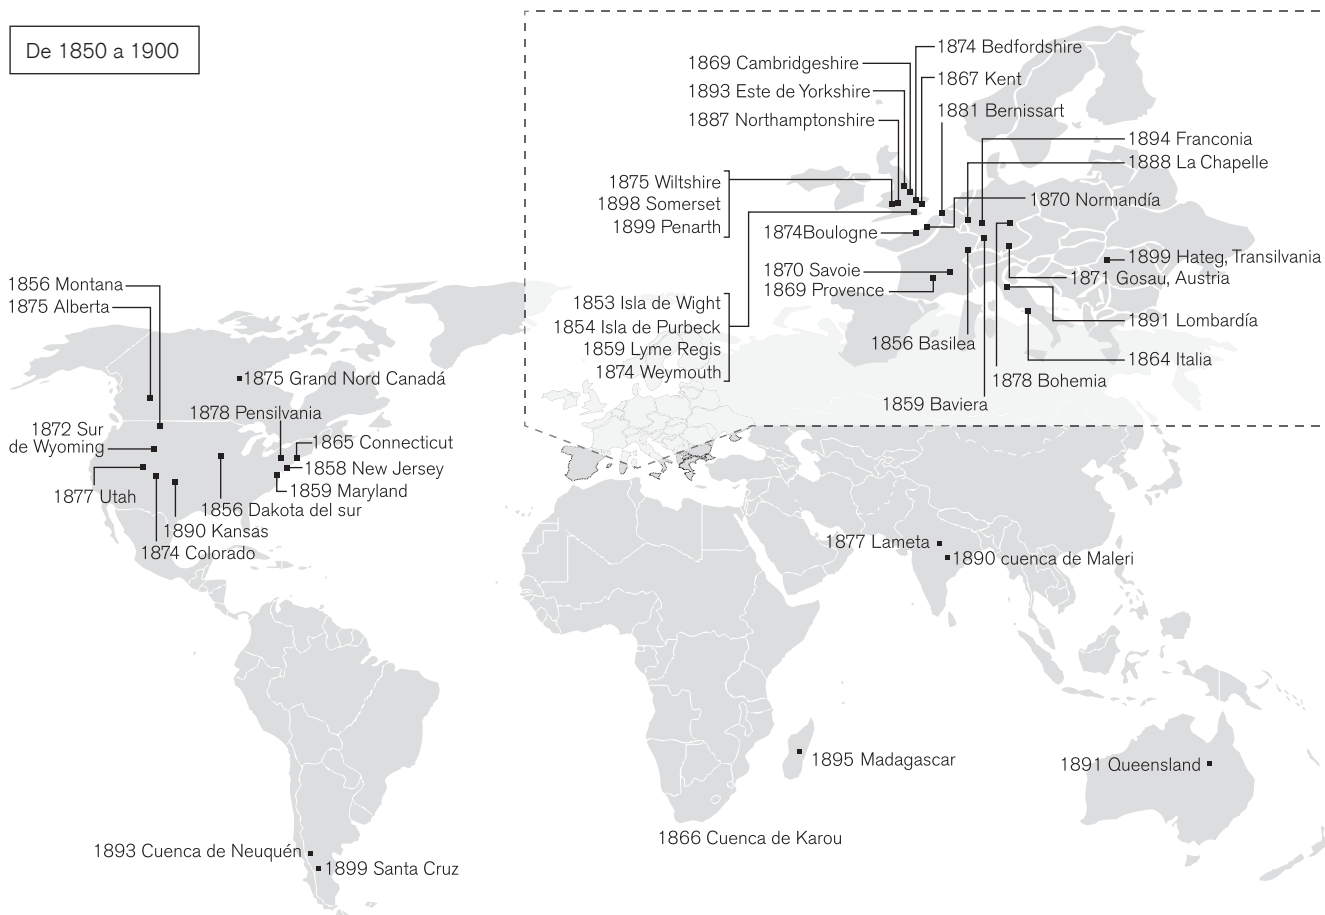 De 1850 a 1900
1874 Bedfordshire
1869 Cambridgeshire
1867 Kent
1893 Este de Yorkshire
1881 Bernissart
1887 Northamptonshire
1894 Franconia
1888 La Chapelle
1875 Wiltshire
1898 Somerset
1899 Penarth
1870 Normandía
1874Boulogne
1899 Hateg, Transilvania
1870 Savoie
1871 Gosau, Austria
1869 Provence
1853 Isla de Wight
1854 Isla de Purbeck
1859 Lyme Regis
1874 Weymouth
1891 Lombardía
1856 Basilea
1864 Italia
1878 Bohemia
1859 Baviera
1856 Montana
1875 Alberta
1875 Grand Nord Canadá
1878 Pensilvania
1872 Sur
de Wyoming
1865 Connecticut
1858 New Jersey
1877 Utah
1859 Maryland
1856 Dakota del sur
1890 Kansas
1874 Colorado
1877 Lameta
1890 cuenca de Maleri
1895 Madagascar
1891 Queensland
1866 Cuenca de Karou
1893 Cuenca de Neuquén
1899 Santa Cruz